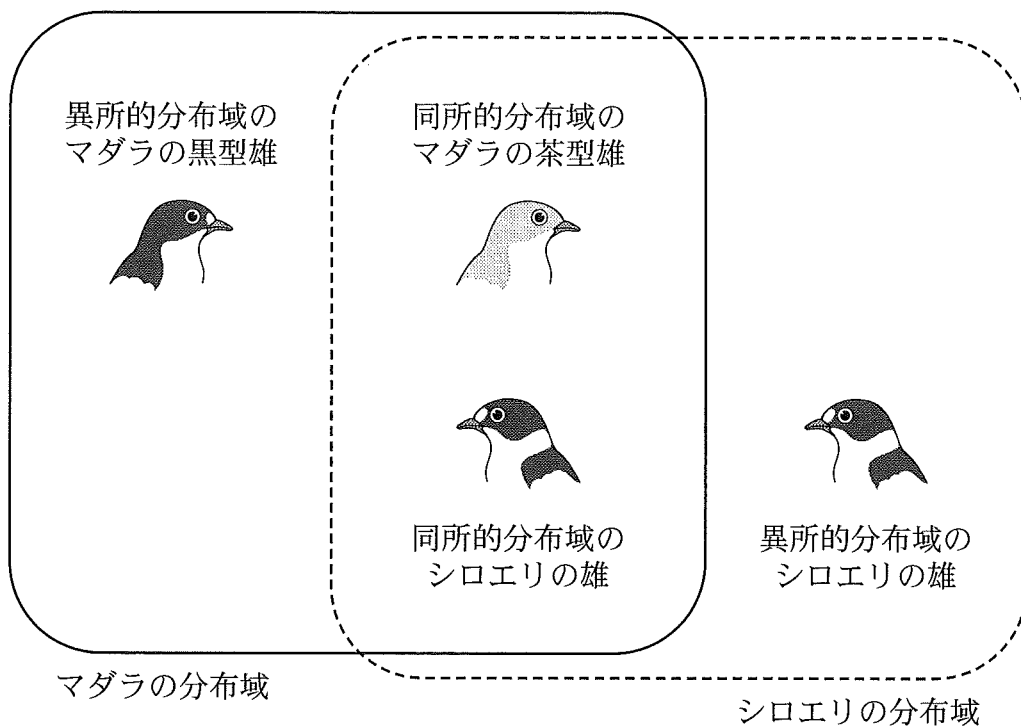 異所的分布域の
マダラの黒型雄
同所的分布域の
マダラの茶型雄
同所的分布域の
シロエリの雄
異所的分布域の
シロエリの雄
マダラの分布域
シロエリの分布域